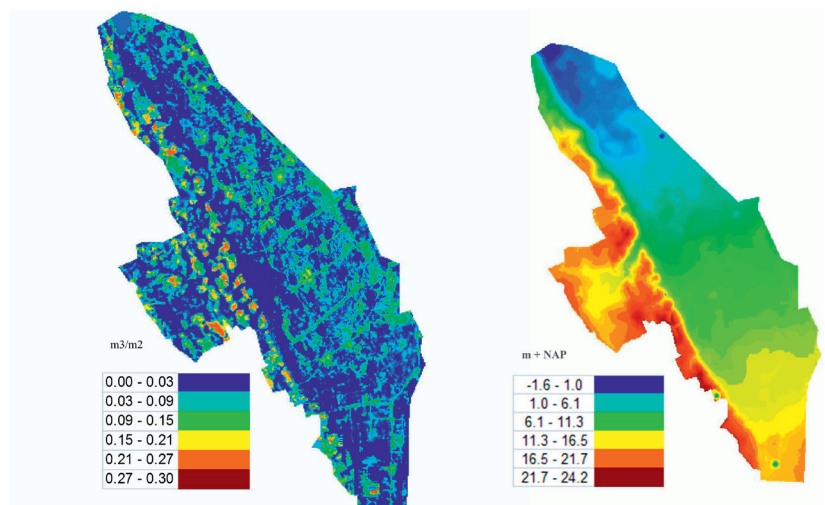 m3/m2
0.00 - 0.03
0.03 - 0.09
0.09 - 0.15
0.15 - 0.21
0.21 - 0.27
0.27 - 0.30
m + NAP
-1.6 - 1.0
1.0 - 6.1
6.1 - 11.3
11.3 - 16.5
16.5 - 21.7
21.7 - 24.2